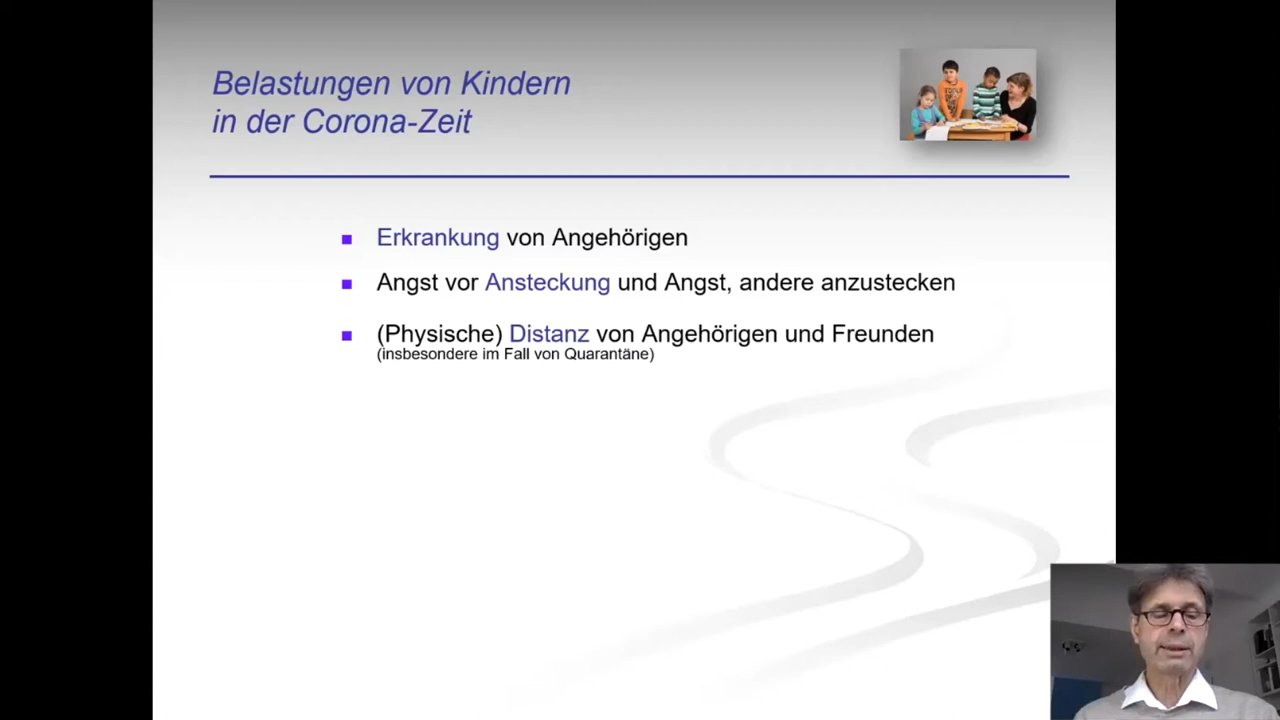 Belastungen von Kindern
in der Corona-Zeit
Erkrankung von Angehörigen
Angst vor Ansteckung und Angst, andere anzustecken
(Physische) Distanz von Angehörigen und Freunden
(insbesondere im Fall von Quarantäne)